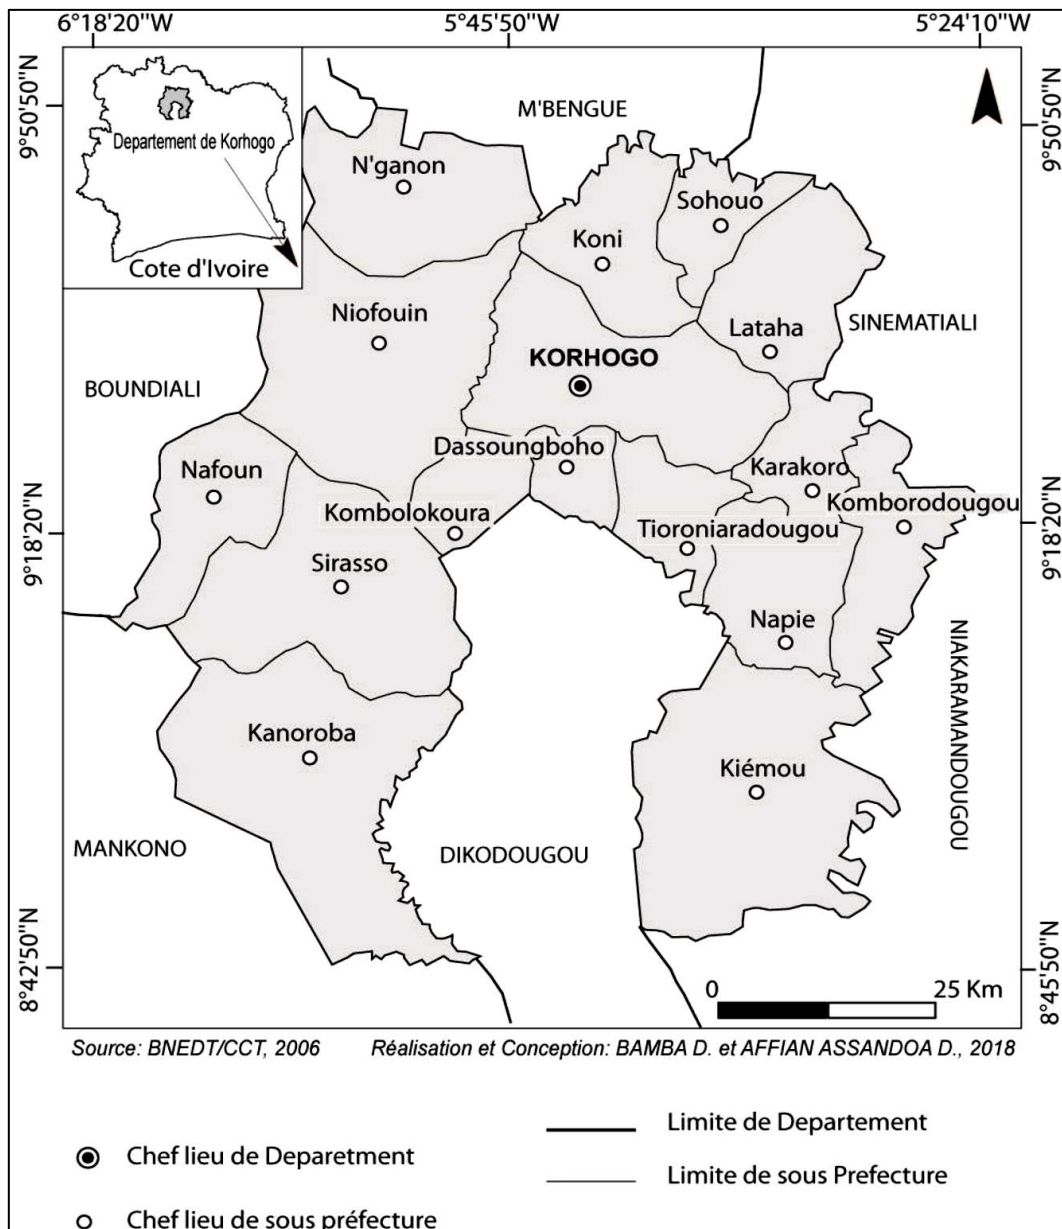 6°18'20"W 5°45'50"W 5°24'10"W
9°50'50"N
9°50'50"N
M'BENGUE
Departement de Korhogo
Cote d'Ivoire
N'ganon
Sohouo
Koni
Niofouin
Lataha
SINEMATIALI
KORHOGO
BOUNDIALI
Dassoungboho
Nafoun
Karakoro
Kombolokoura
Komborodougou
Tioroniaradougou
9°18'20"N
9°18'20"N
Sirasso
Napie
NIAKARAMANDOUGOU
Kanoroba
Kiémou
MANKONO
DIKODOUGOU
8°42'50"N
8°45'50"N
0 25 Km
Source: BNEDT/CCT, 2006 Réalisation et Conception: BAMBA D. et AFFIAN ASSANDOA D., 2018
Limite de Departement
Chef lieu de Deparetment
Limite de sous Prefecture
Chef lieu de sous préfecture